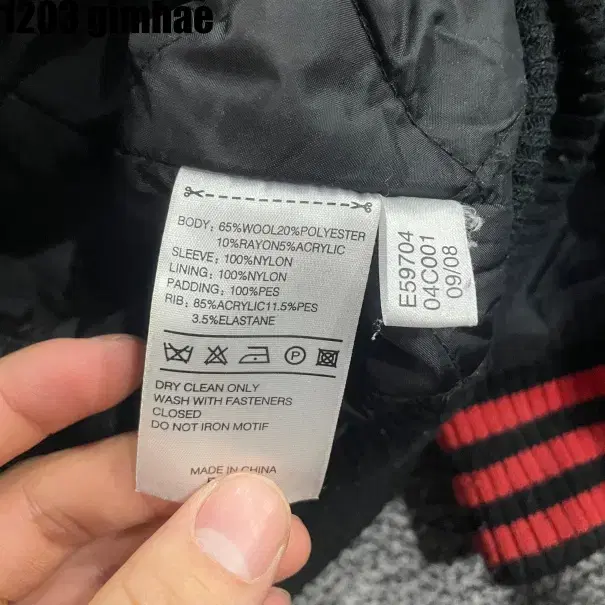 1203 gimhae
BODY: 65%WOOL20%POLYESTER
10%RAYON5%ACRYLIC
SLEEVE: 100%NYLON
LINING: 100%NYLON
PADDING: 100%PES
RIB: 85%ACRYLIC11.5%PES
3.5%ELASTANE
P
DRY CLEAN ONLY
WASH WITH FASTENERS
CLOSED
DO NOT IRON MOTIF
MADE IN CHINA
E59704
04C001
09/08